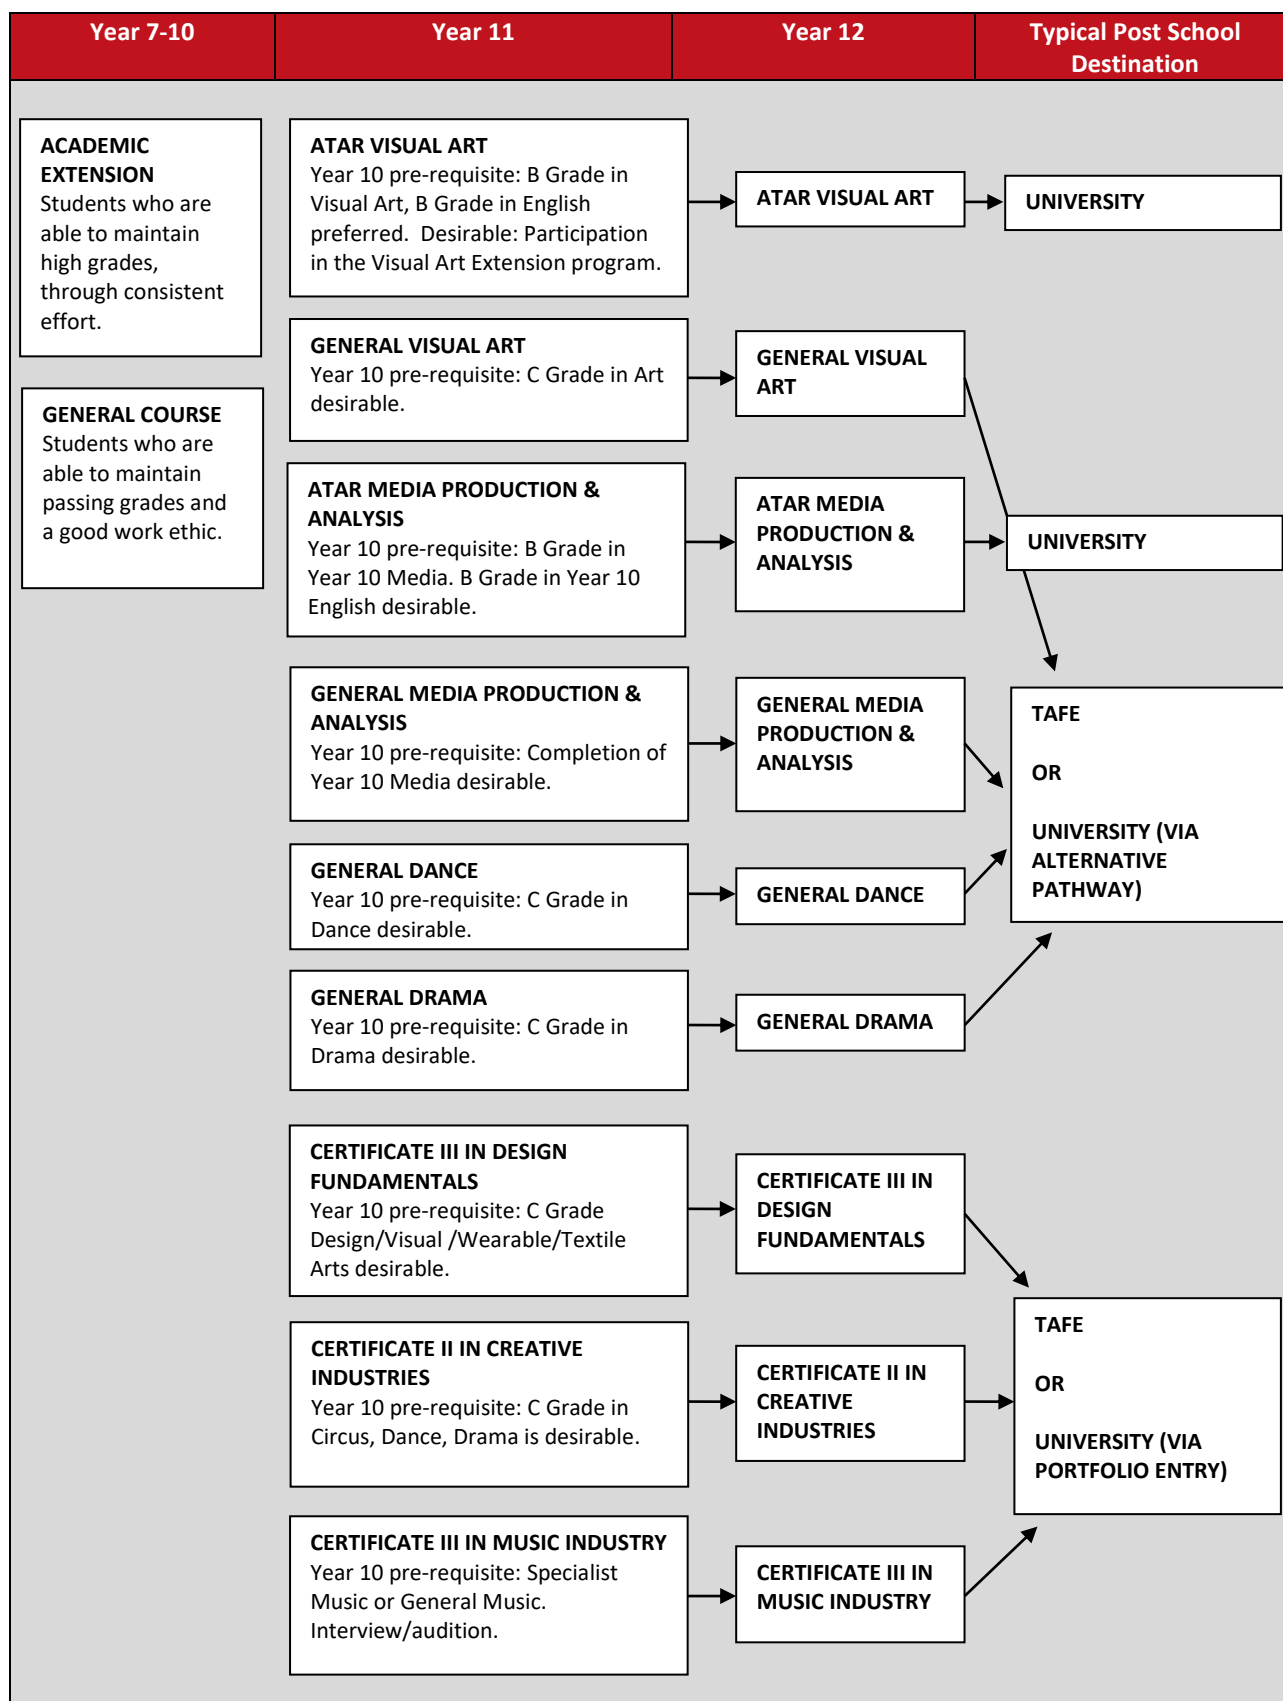 Year 7-10
Year 11
Year 12
Typical Post School
Destination
ACADEMIC
EXTENSION
Students who are
able to maintain
high grades,
through consistent
effort.
GENERAL COURSE
Students who are
able to maintain
passing grades and
a good work ethic.
ATAR VISUAL ART
Year 10 pre-requisite: B Grade in
Visual Art, B Grade in English
preferred.  Desirable: Participation
in the Visual Art Extension program.
ATAR VISUAL ART
UNIVERSITY
GENERAL VISUAL ART
Year 10 pre-requisite: C Grade in Art
desirable.
GENERAL VISUAL
ART
ATAR MEDIA PRODUCTION &
ANALYSIS
Year 10 pre-requisite: B Grade in
Year 10 Media. B Grade in Year 10
English desirable.
ATAR MEDIA
PRODUCTION &
ANALYSIS
UNIVERSITY
GENERAL MEDIA PRODUCTION &
ANALYSIS
Year 10 pre-requisite: Completion of
Year 10 Media desirable.
GENERAL MEDIA
PRODUCTION &
ANALYSIS
GENERAL DANCE
Year 10 pre-requisite: C Grade in
Dance desirable.
GENERAL DANCE
GENERAL DRAMA
Year 10 pre-requisite: C Grade in
Drama desirable.
GENERAL DRAMA
TAFE
OR
UNIVERSITY (VIA
ALTERNATIVE
PATHWAY)
CERTIFICATE III IN DESIGN
FUNDAMENTALS
Year 10 pre-requisite: C Grade
Design/Visual /Wearable/Textile
Arts desirable.
CERTIFICATE III IN
DESIGN
FUNDAMENTALS
CERTIFICATE II IN CREATIVE
INDUSTRIES
Year 10 pre-requisite: C Grade in
Circus, Dance, Drama is desirable.
CERTIFICATE II IN
CREATIVE
INDUSTRIES
CERTIFICATE III IN MUSIC INDUSTRY
Year 10 pre-requisite: Specialist
Music or General Music.
Interview/audition.
CERTIFICATE III IN
MUSIC INDUSTRY
TAFE
OR
UNIVERSITY (VIA
PORTFOLIO ENTRY)